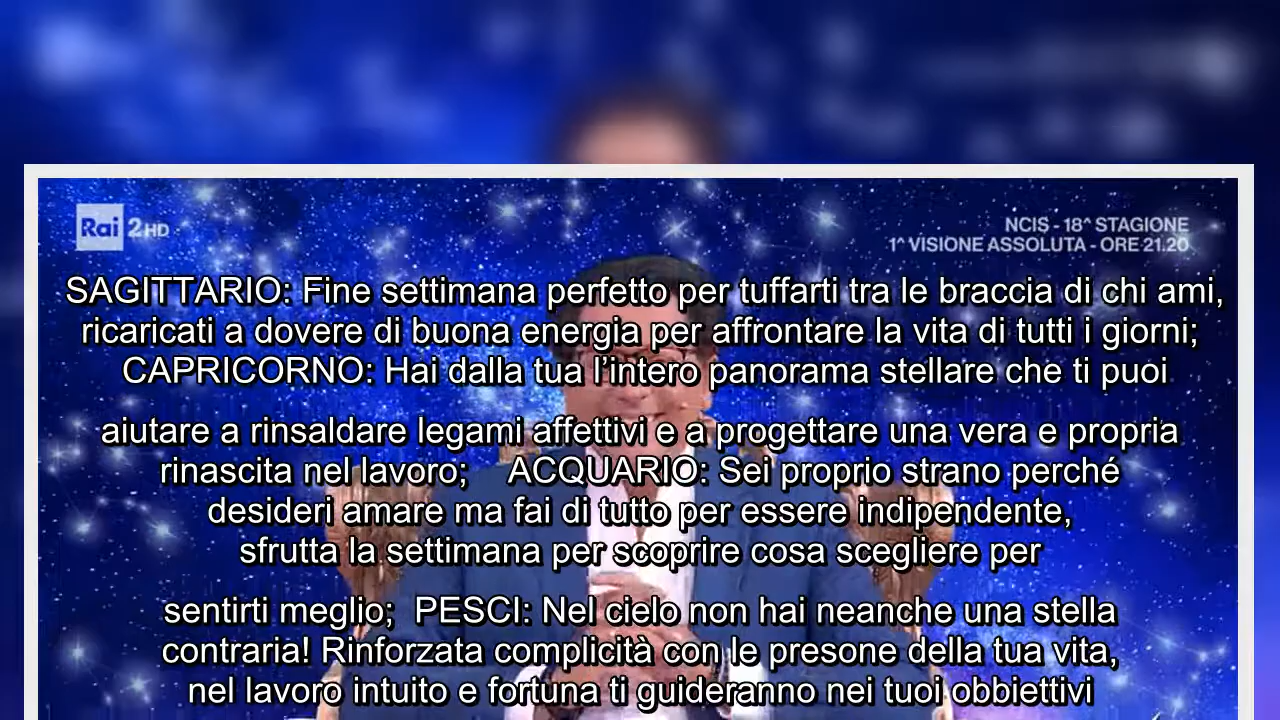 Rai 2 HD
NCIS - 18^ STAGIONE
1^ VISIONE ASSOLUTA - ORE 21.20
SAGITTARIO: Fine settimana perfetto per tuffarti tra le braccia di chi ami,
ricaricati a dovere di buona energia per affrontare la vita di tutti i giorni;
CAPRICORNO: Hai dalla tua l’intero panorama stellare che ti puoi
aiutare a rinsaldare legami affettivi e a progettare una vera e propria
rinascita nel lavoro; ACQUARIO: Sei proprio strano perché
desideri amare ma fai di tutto per essere indipendente,
sfrutta la settimana per scoprire cosa scegliere per
sentirti meglio; PESCI: Nel cielo non hai neanche una stella
contraria! Rinforzata complicità con le presone della tua vita,
nel lavoro intuito e fortuna ti guideranno nei tuoi obbiettivi